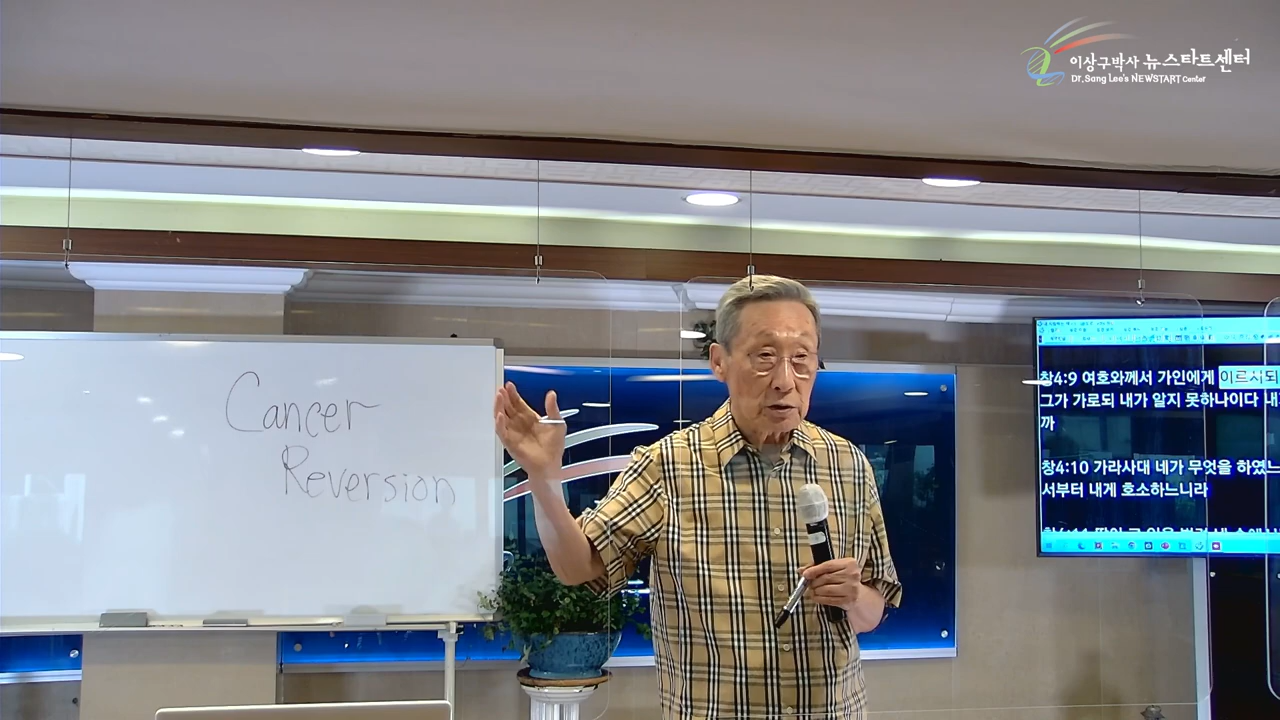 이상구박사 뉴스타트센터
Dr. Sang Lee's NEWSTART Center
Cancer
Reversion
창4:9 여호와께서 가인에게 이르시되
그가 가로되 내가 알지 못하나이다 내가
까
창4:10 가라사대 네가 무엇을 하였느
서부터 내게 호소하느니라